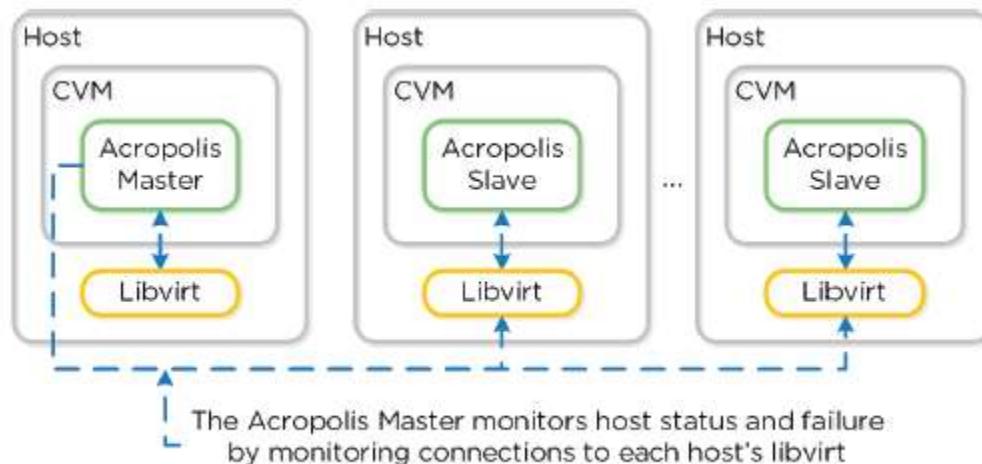 Host
CVM
Acropolis
Master
Libvirt
Host
CVM
Acropolis
Slave
Libvirt
...
Host
CVM
Acropolis
Slave
Libvirt
The Acropolis Master monitors host status and failure
by monitoring connections to each host's libvirt